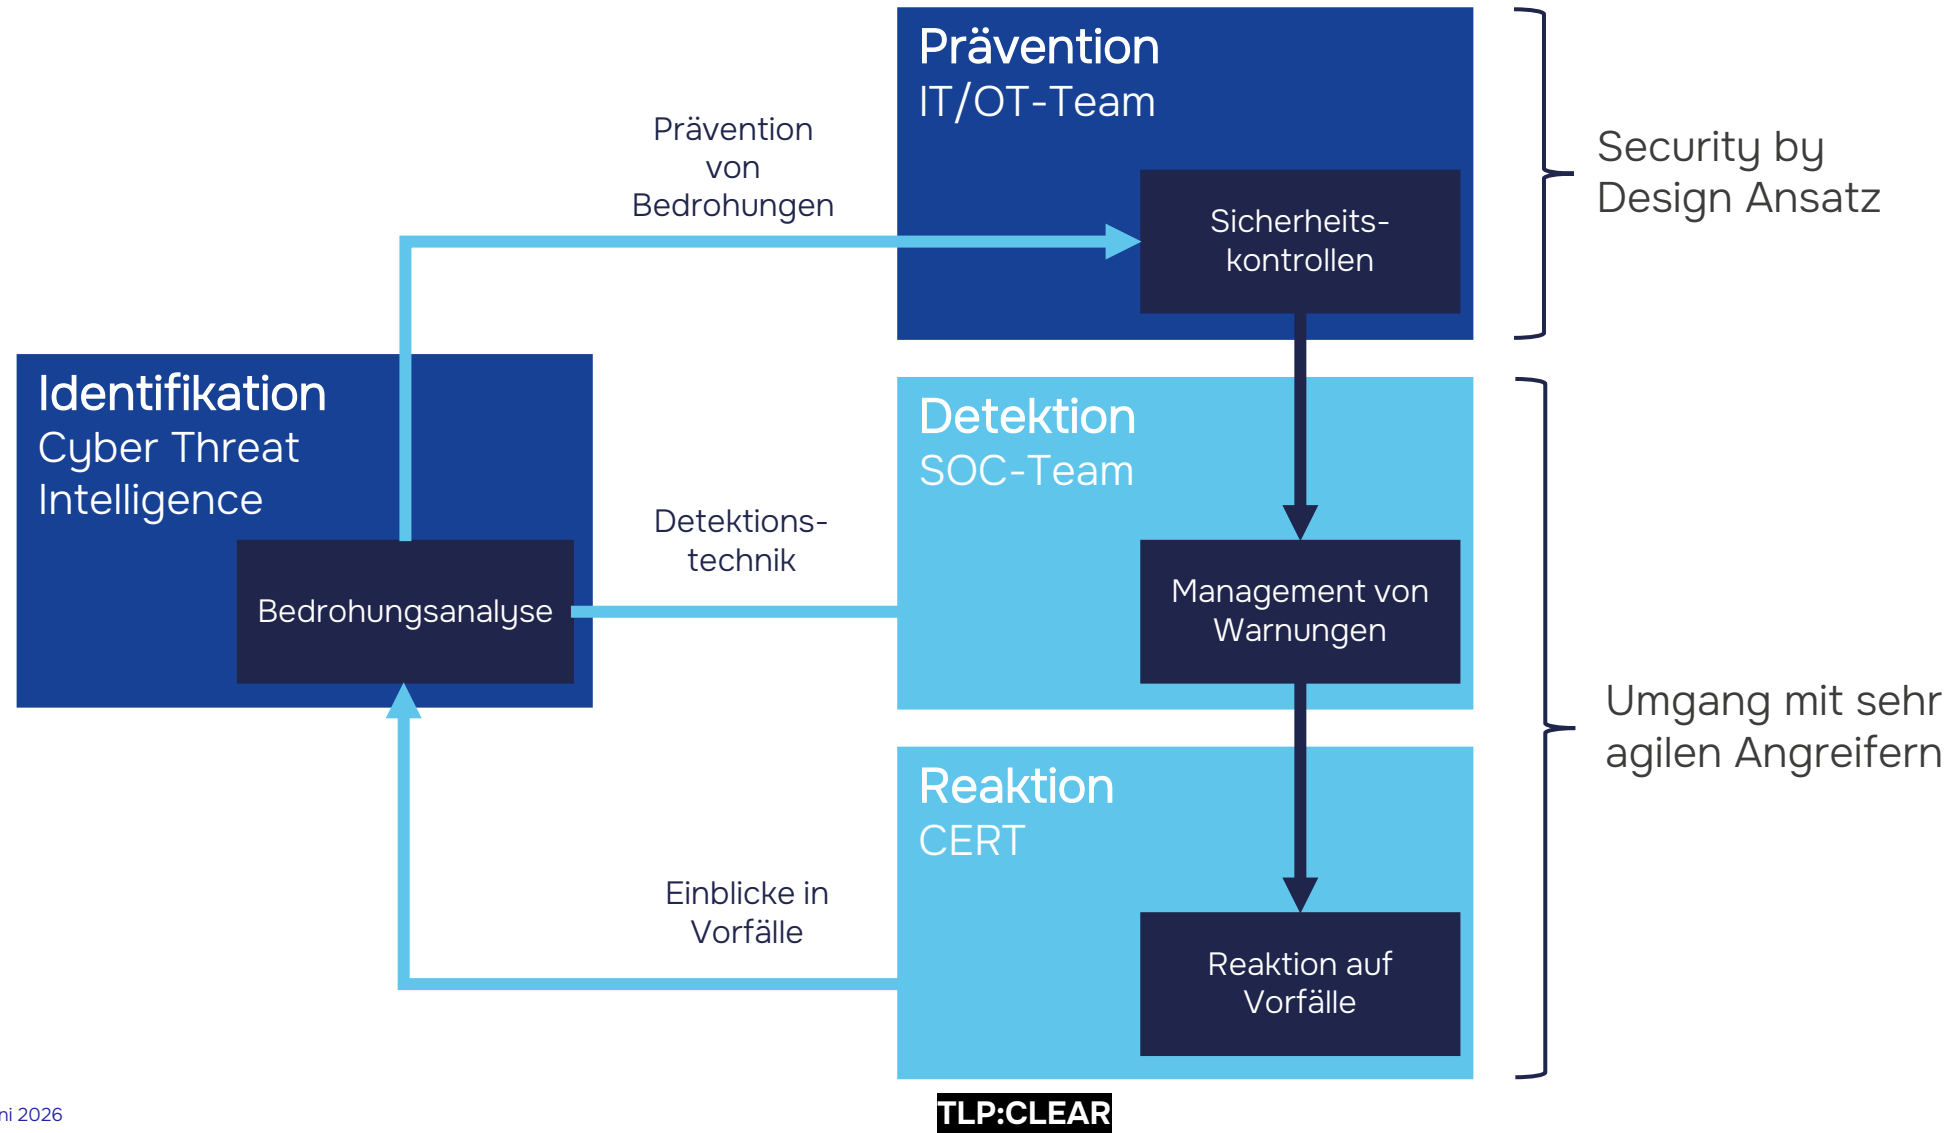 Prävention
IT/OT-Team
Prävention
von
Bedrohungen
Sicherheits-
kontrollen
Security by
Design Ansatz
Identifikation
Cyber Threat
Intelligence
Bedrohungsanalyse
Detektions-
technik
Detektion
SOC-Team
Management von
Warnungen
Umgang mit sehr
agilen Angreifern
Reaktion
CERT
Einblicke in
Vorfälle
Reaktion auf
Vorfälle
2026
TLP:CLEAR